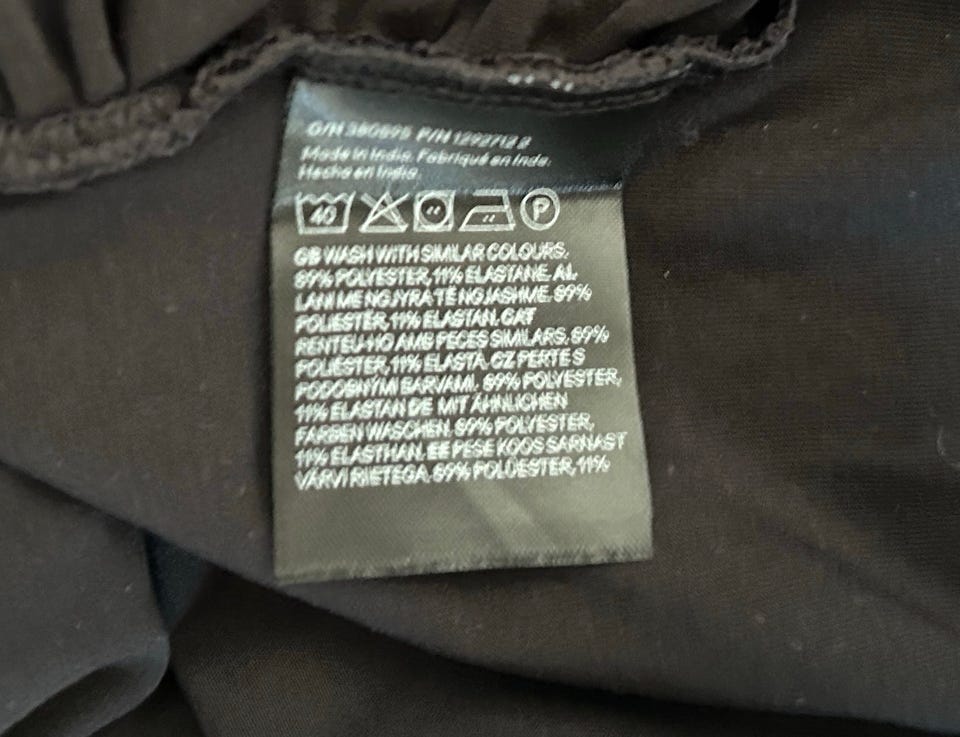 O/N 380695 P/N 1292712 2
Made in India. Fabriqué en Inde.
Hecho en India.
40 P
GB WASH WITH SIMILAR COLOURS.
89% POLYESTER, 11% ELASTANE. AL
LANI ME NGJYRA TË NGJASHME. 89%
POLIESTËR, 11% ELASTAN. CAT
RENTEU-HO AMB PECES SIMILARS. 89%
POLIÈSTER, 11% ELASTÀ. CZ PERTE S
PODOBNÝMI BARVAMI. 89% POLYESTER,
11% ELASTAN DE MIT ÄHNLICHEN
FARBEN WASCHEN. 89% POLYESTER,
11% ELASTHAN. EE PESE KOOS SARNAST
VÄRVI RIIETEGA. 89% POLÜESTER, 11%